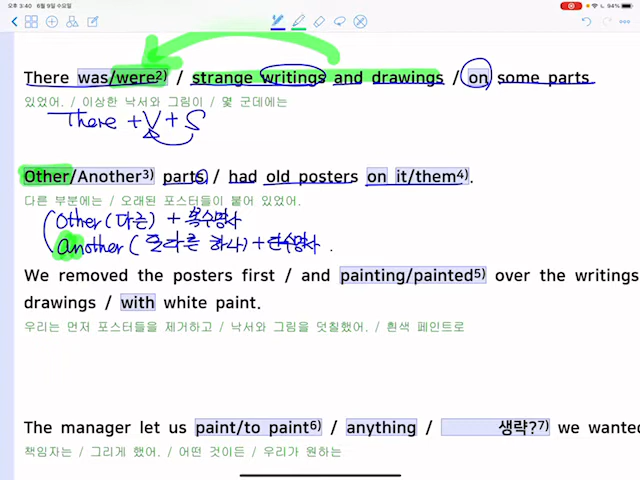 오후 3:40 6월 9일 수요일
94%
There was/were2) / strange writings and drawings / on some parts
있었어. / 이상한 낙서와 그림이 / 몇 군데에는
There + V + S
Other/Another3) parts, / had old posters on it/them4).
다른 부분에는 / 오래된 포스터들이 붙어 있었어.
Other (다른) + 복수명사
Another ( 또다른 하나) + 단수명사 .
We removed the posters first / and painting/painted5) over the writings
drawings / with white paint.
우리는 먼저 포스터들을 제거하고 / 낙서와 그림을 덧칠했어. / 흰색 페인트로
The manager let us paint/to paint6) / anything / 생략?7) we wante
책임자는 / 그리게 했어. / 어떤 것이든 / 우리가 원하는